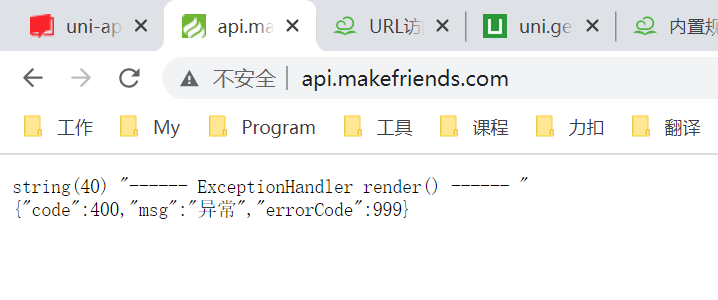 uni-ap
api.ma
URL访
uni.ge
内置规
不安全 | api.makefriends.com
工作 My Program 工具 课程 力扣 翻译
string(40) "------ ExceptionHandler render() ------ "
{"code":400,"msg":"异常","errorCode":999}